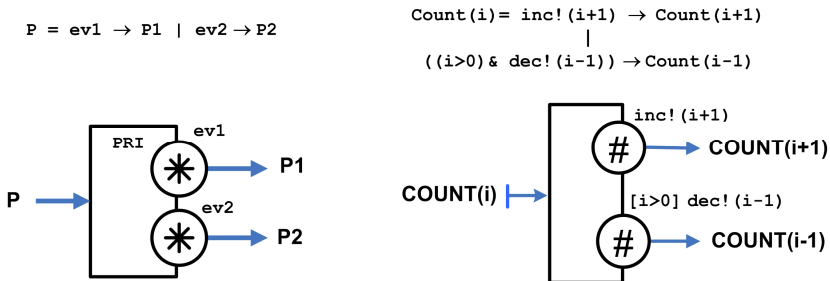 P = ev1 → P1 | ev2 → P2
Count(i)= inc!(i+1) → Count(i+1)
|
((i>0)& dec!(i-1)) → Count(i-1)
PRI
ev1
*
P1
P
ev2
*
P2
inc!(i+1)
#
COUNT(i+1)
COUNT(i)
[i>0] dec!(i-1)
#
COUNT(i-1)